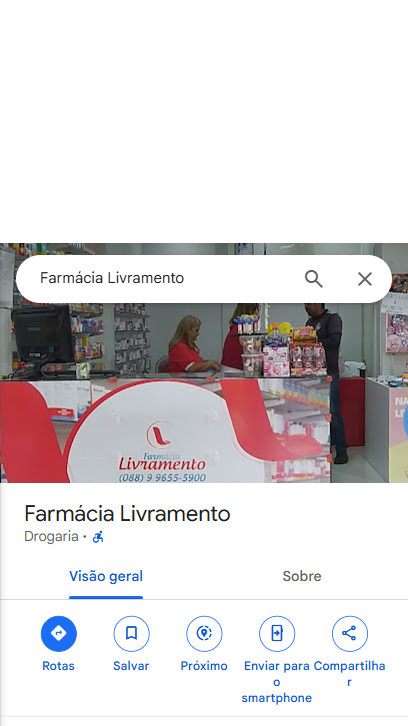 Farmácia Livramento
Farmácia
Livramento
(088) 9 9655-5900
Farmácia Livramento
Drogaria ·
Visão geral
Sobre
Rotas
Salvar
Próximo
Enviar para o smartphone
Compartilhar